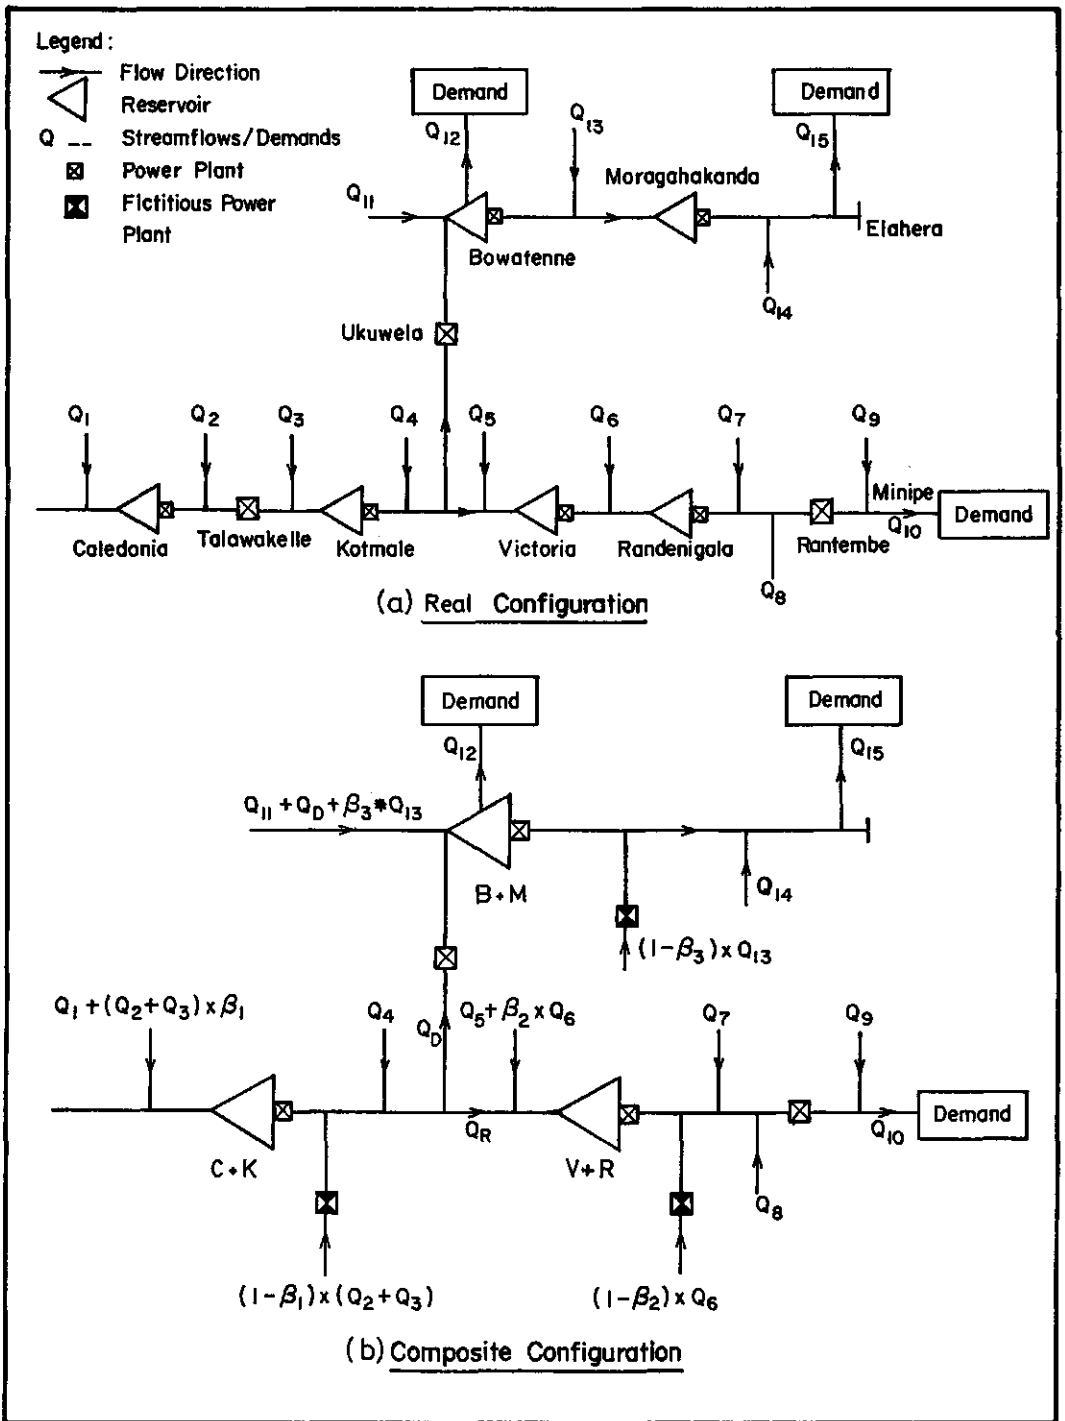 Legend:
Flow Direction
Reservoir
Q -- Streamflows/Demands
Power Plant
Fictitious Power
Plant
Demand
Demand
Q12
Q13
Q15
Moragahakanda
Q11
Bowatenne
Elahera
Q14
Ukuwela
Q1
Q2
Q3
Q4
Q5
Q6
Q7
Q9
Minipe
Q10
Demand
Caledonia
Talawakelle
Kotmale
Victoria
Randenigala
Rantembe
Q8
(a) Real Configuration
Demand
Demand
Q12
Q15
Q11 + QD + β3*Q13
B+M
Q14
(1-β3)x Q13
Q1 + (Q2+Q3)x β1
Q4
QD
Q5 + β2 x Q6
Q7
Q9
QR
Q10
Demand
C+K
V+R
Q8
(1-β1)x(Q2+Q3)
(1-β2)x Q6
(b) Composite Configuration